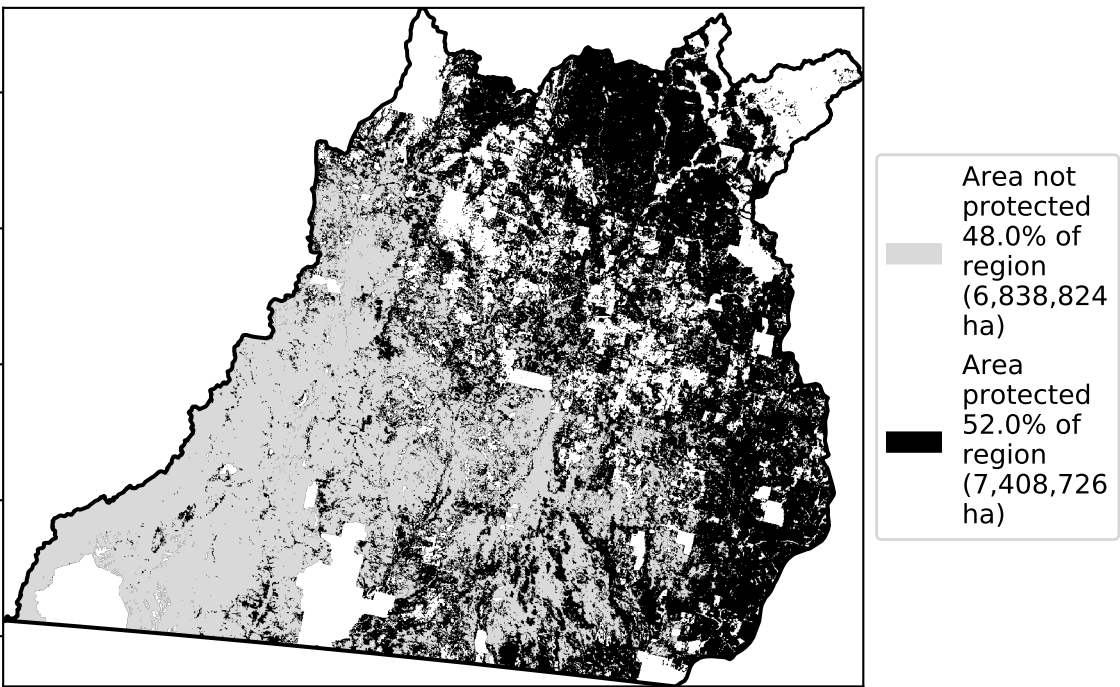 Area not
protected
48.0% of
region
(6,838,824
ha)
Area
protected
52.0% of
region
(7,408,726
ha)